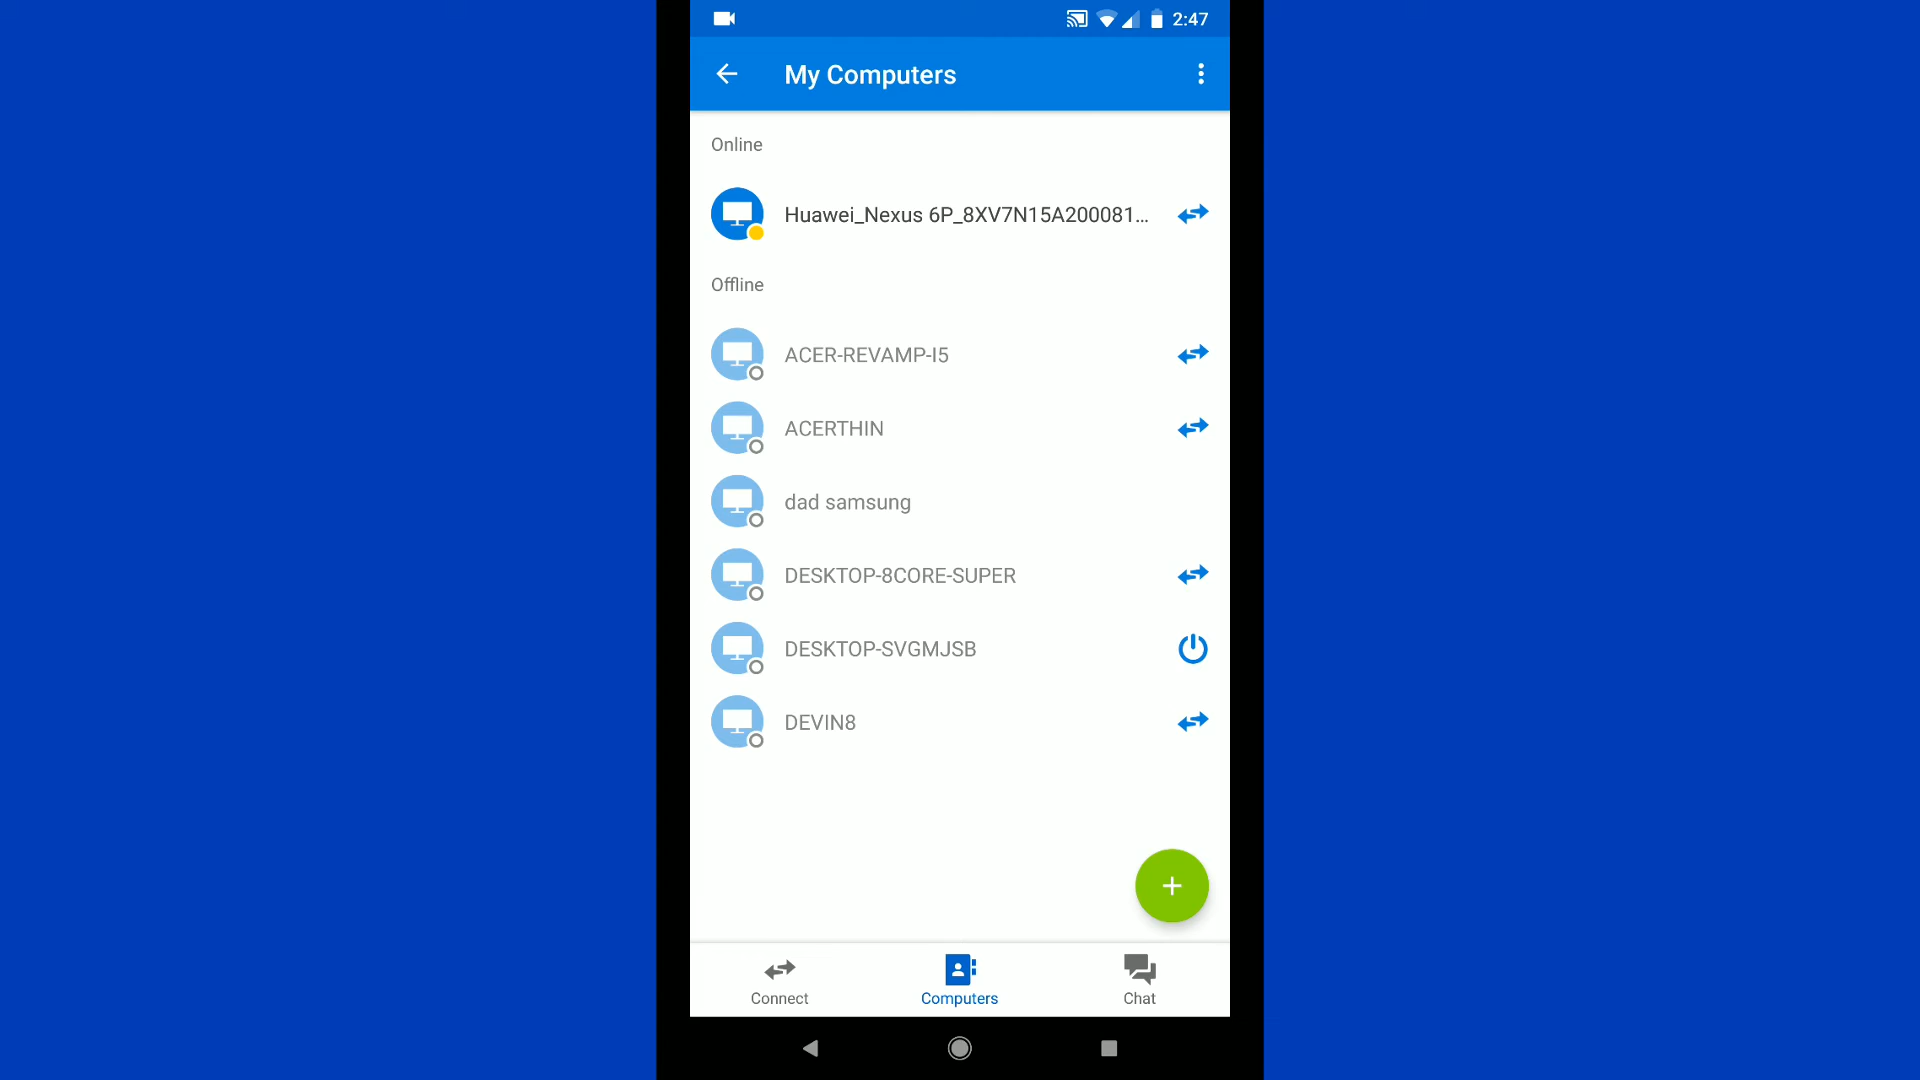 2:47
My Computers
Online
Huawei_Nexus 6P_8XV7N15A200081...
Offline
ACER-REVAMP-I5
ACERTHIN
dad samsung
DESKTOP-8CORE-SUPER
DESKTOP-SVGMJSB
DEVIN8
Connect
Computers
Chat